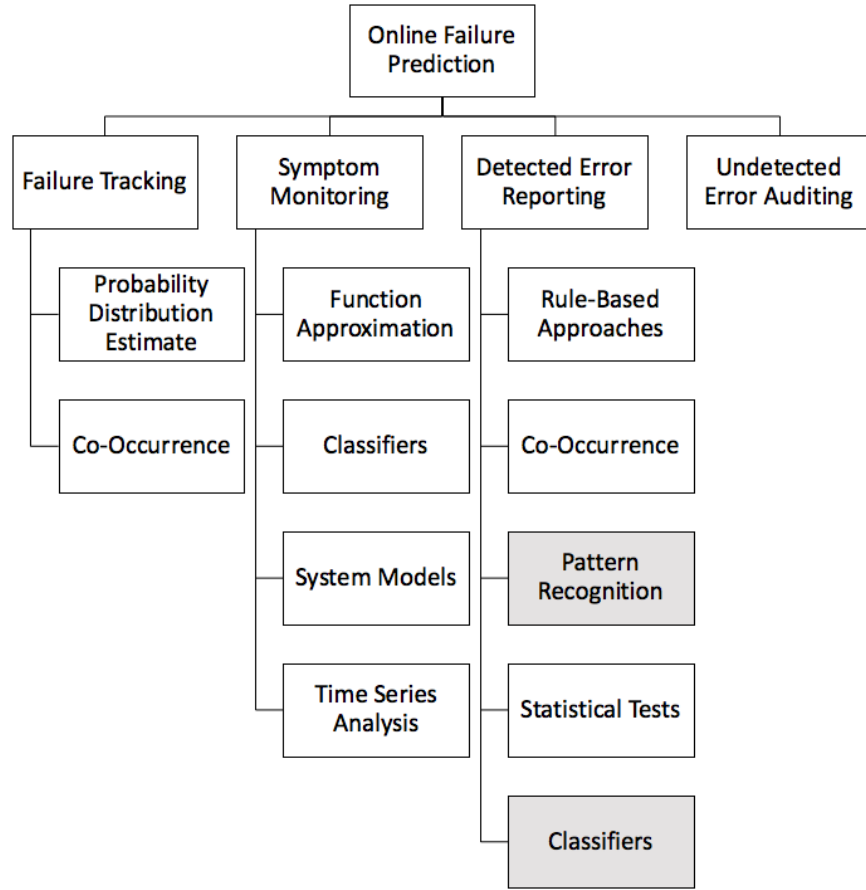 Online Failure
Prediction
Failure Tracking
Symptom
Monitoring
Detected Error
Reporting
Undetected
Error Auditing
Probability
Distribution
Estimate
Co-Occurrence
Function
Approximation
Classifiers
System Models
Time Series
Analysis
Rule-Based
Approaches
Co-Occurrence
Pattern
Recognition
Statistical Tests
Classifiers